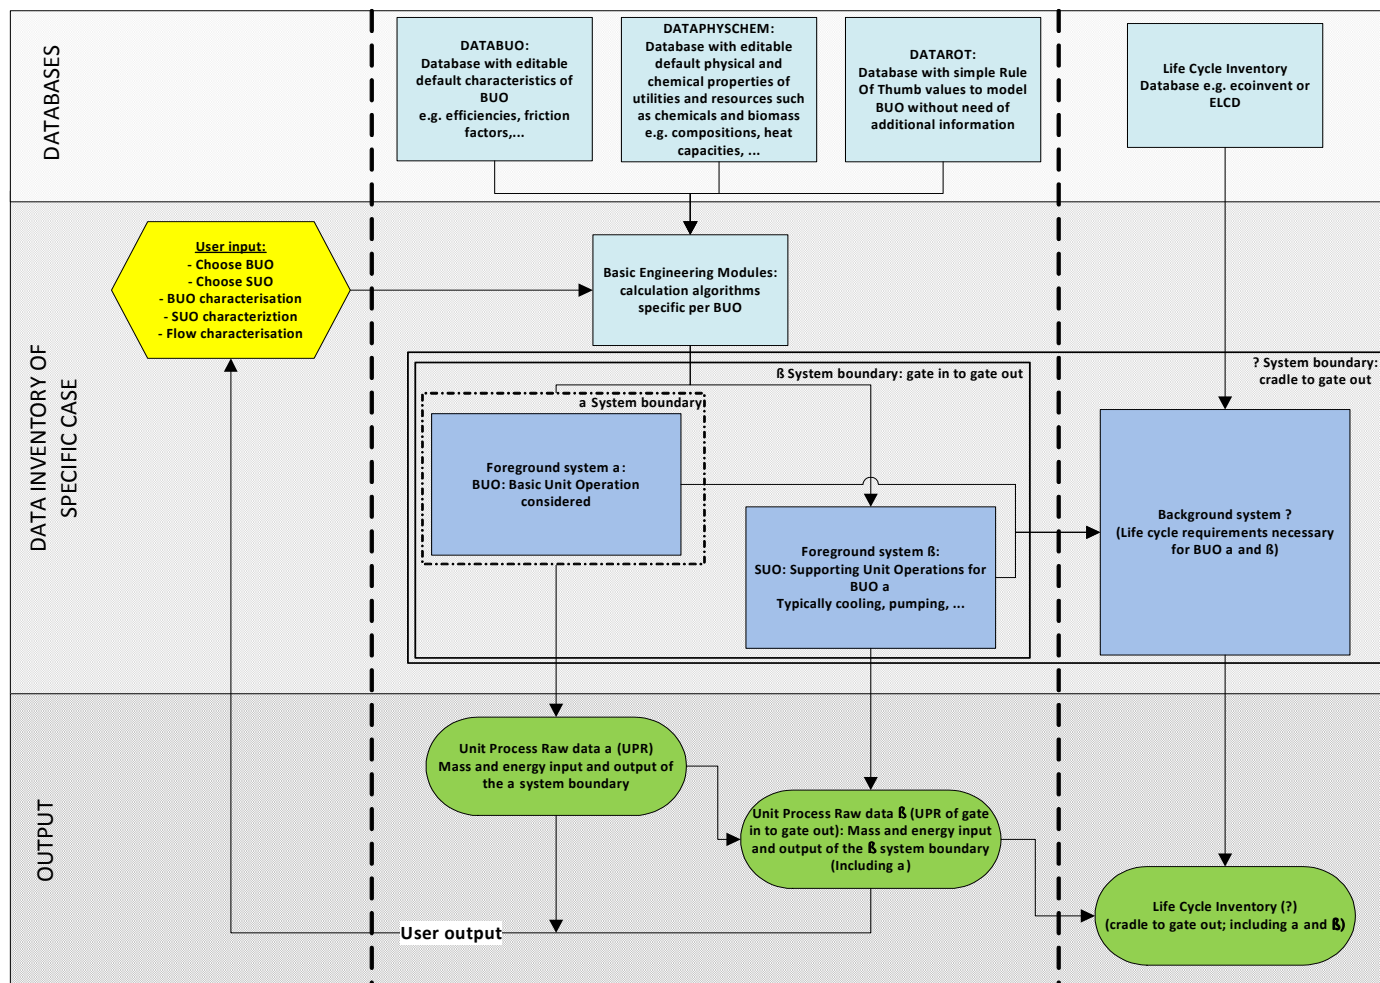 DATABASES
DATABUO:
Database with editable
default characteristics of
BUO
e.g. efficiencies, friction
factors,...
DATAPHYSCHEM:
Database with editable
default physical and
chemical properties of
utilities and resources such
as chemicals and biomass
e.g. compositions, heat
capacities, ...
DATAROT:
Database with simple Rule
Of Thumb values to model
BUO without need of
additional information
Life Cycle Inventory
Database e.g. ecoinvent or
ELCD
DATA INVENTORY OF
SPECIFIC CASE
User input:
- Choose BUO
- Choose SUO
- BUO characterisation
- SUO characteriztion
- Flow characterisation
Basic Engineering Modules:
calculation algorithms
specific per BUO
? System boundary:
cradle to gate out
ß System boundary: gate in to gate out
a System boundary
Foreground system a:
BUO: Basic Unit Operation
considered
Foreground system ß:
SUO: Supporting Unit Operations for
BUO a
Typically cooling, pumping, ...
Background system ?
(Life cycle requirements necessary
for BUO a and ß)
OUTPUT
Unit Process Raw data a (UPR)
Mass and energy input and output of
the a system boundary
Unit Process Raw data ß (UPR of gate
in to gate out): Mass and energy input
and output of the ß system boundary
(Including a)
Life Cycle Inventory (?)
(cradle to gate out; including a and ß)
User output